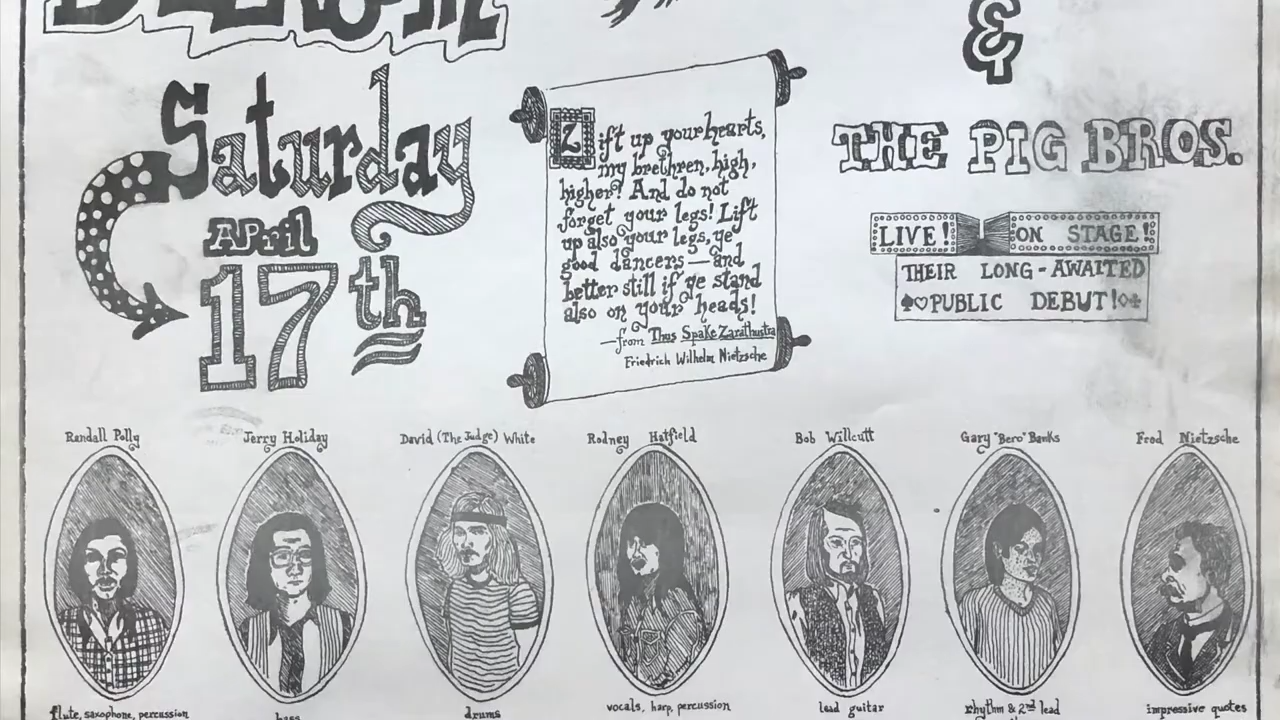 &
Saturday
April
17th
Lift up your hearts,
my brethren, high,
higher! And do not
forget your legs! Lift
up also your legs, ye
good dancers—and
better still if ye stand
also on your heads!
—from Thus Spake Zarathustra
Friedrich Wilhelm Nietzsche
THE PIG BROS.
LIVE! ON STAGE!
THEIR LONG-AWAITED
♠♡PUBLIC DEBUT!♢♣
Randall Polly
Jerry Holiday
David (The Judge) White
Rodney Hatfield
Bob Willcutt
Gary "Bero" Banks
Fred Nietzsche
flute, saxophone, percussion
bass
drums
vocals, harp, percussion
lead guitar
rhythm & 2nd lead
impressive quotes